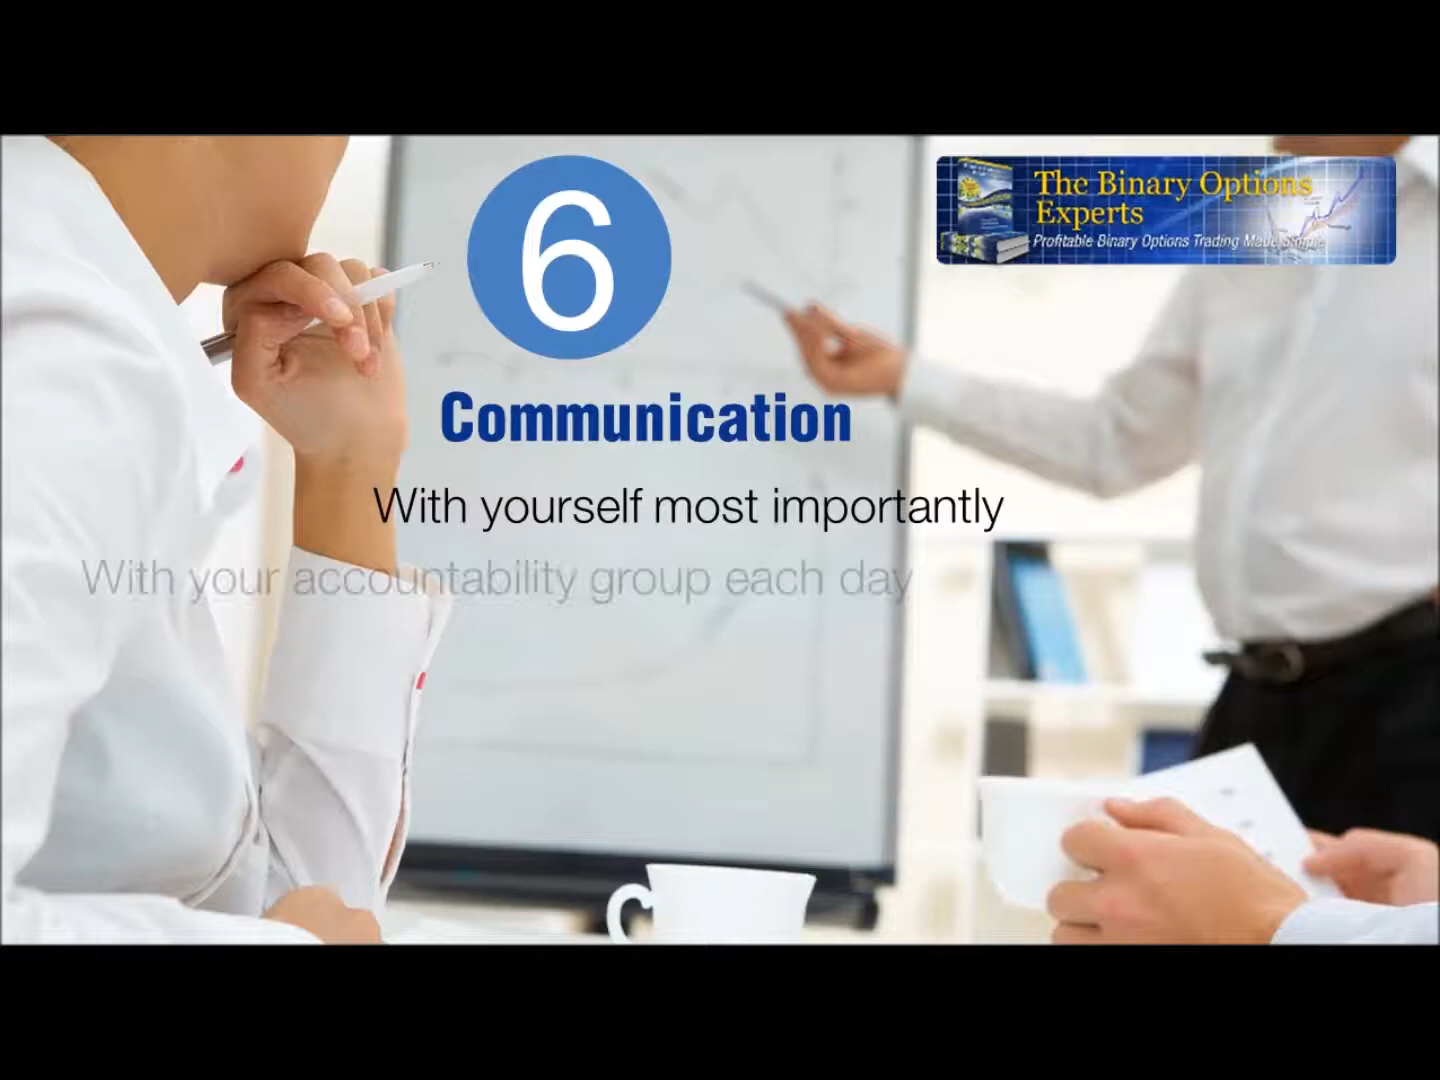 6
The Binary Options
Experts
Profitable Binary Options Trading Made Simple
Communication
With yourself most importantly
With your accountability group each day